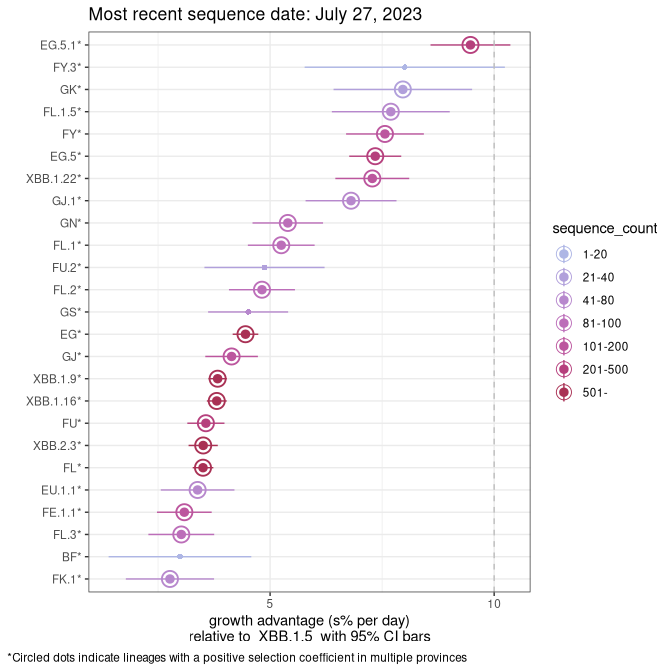 Most recent sequence date: July 27, 2023
EG.5.1*
FY.3*
GK*
FL.1.5*
FY*
EG.5*
XBB.1.22*
GJ.1*
GN*
FL.1*
FU.2*
FL.2*
GS*
EG*
GJ*
XBB.1.9*
XBB.1.16*
FU*
XBB.2.3*
FL*
EU.1.1*
FE.1.1*
FL.3*
BF*
FK.1*
5 10
growth advantage (s% per day)
relative to XBB.1.5 with 95% CI bars
sequence_count
1-20
21-40
41-80
81-100
101-200
201-500
501-
*Circled dots indicate lineages with a positive selection coefficient in multiple provinces